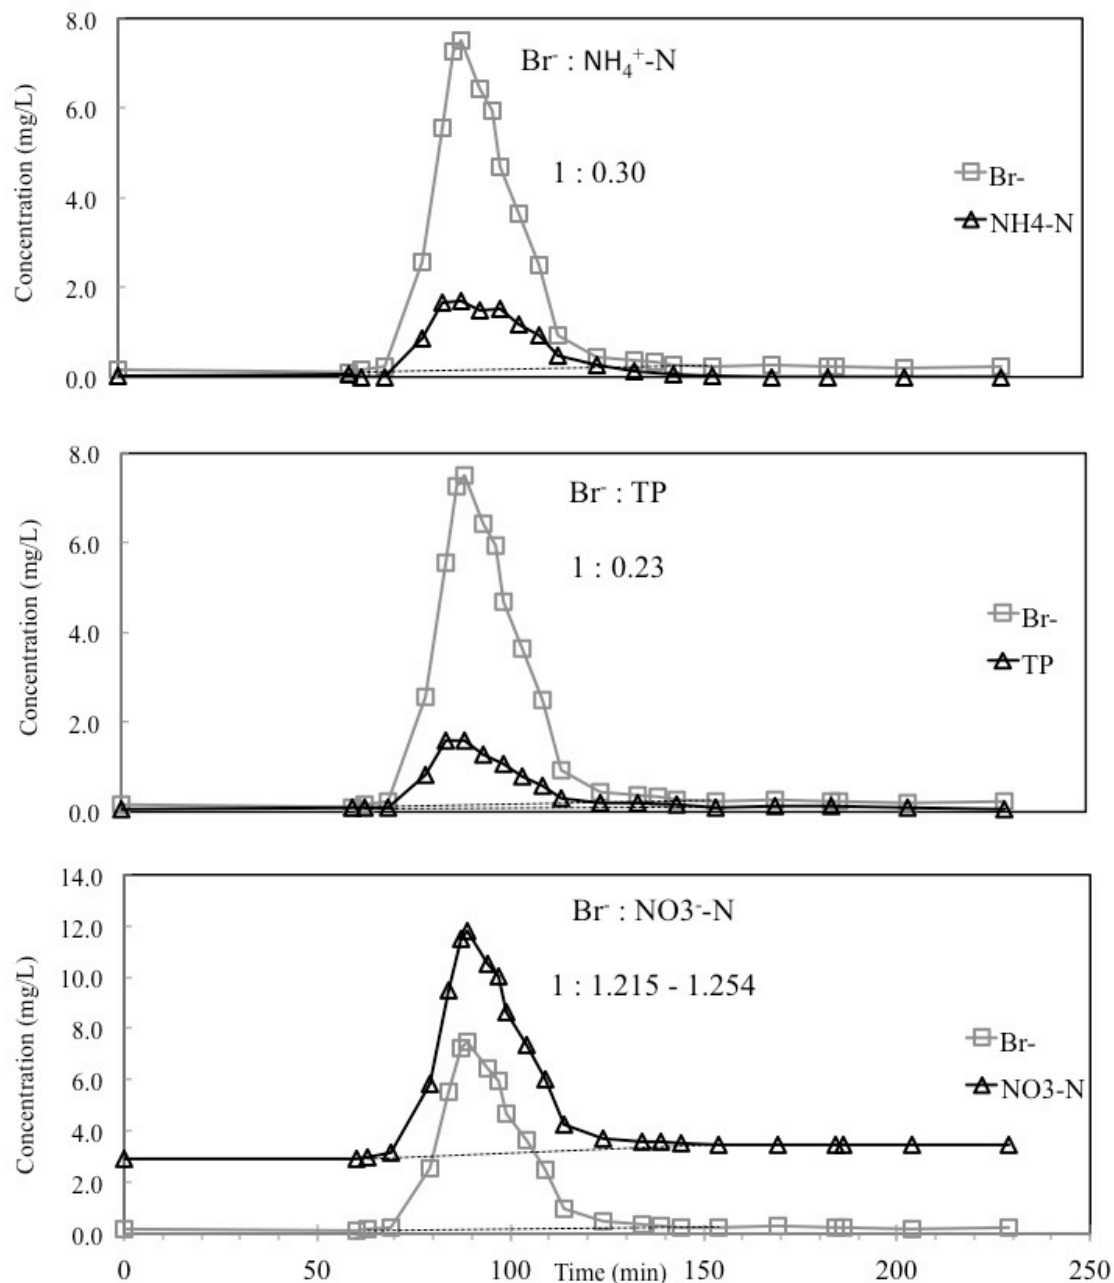 8.0
Br⁻ : NH₄⁺-N
6.0
1 : 0.30
Br-
4.0
NH4-N
Concentration (mg/L)
2.0
0.0
8.0
Br⁻ : TP
6.0
1 : 0.23
Br-
4.0
TP
Concentration (mg/L)
2.0
0.0
14.0
Br⁻ : NO3⁻-N
12.0
10.0
1 : 1.215 - 1.254
8.0
Br-
6.0
NO3-N
Concentration (mg/L)
4.0
2.0
0.0
0 50 100 150 200 250
Time (min)